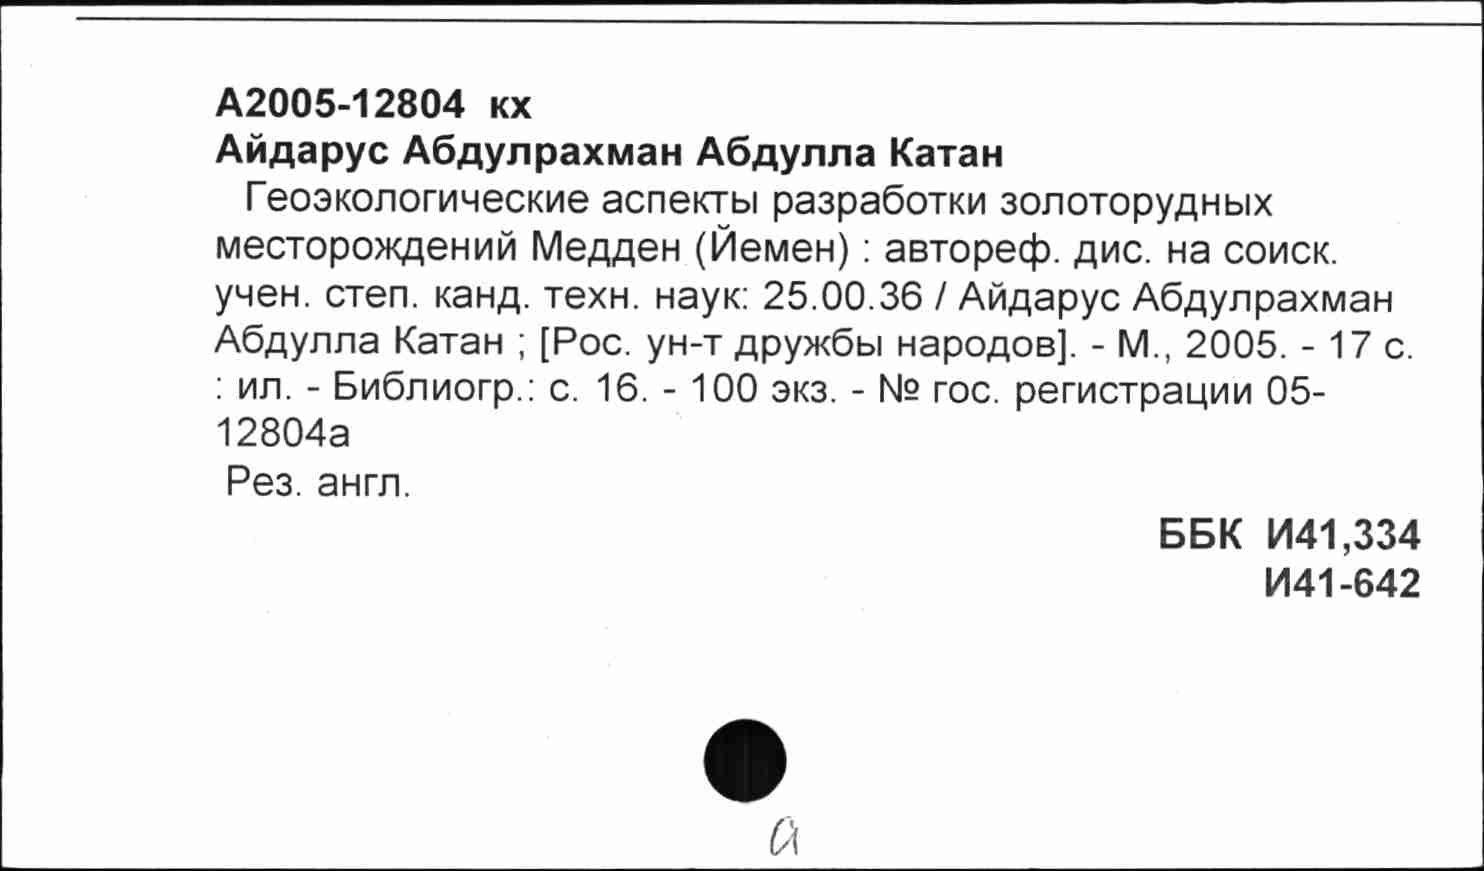 А2005-12804 кх
Айдарус Абдулрахман Абдулла Катан
Геоэкологические аспекты разработки золоторудных
месторождений Медден (Йемен) : автореф. дис. на соиск.
учен. степ. канд. техн. наук: 25.00.36 / Айдарус Абдулрахман
Абдулла Катан ; [Рос. ун-т дружбы народов]. - М., 2005. - 17 с.
: ил. - Библиогр.: с. 16. - 100 экз. - № гос. регистрации 05-
12804а
Рез. англ.
ББК И41,334
И41-642
а